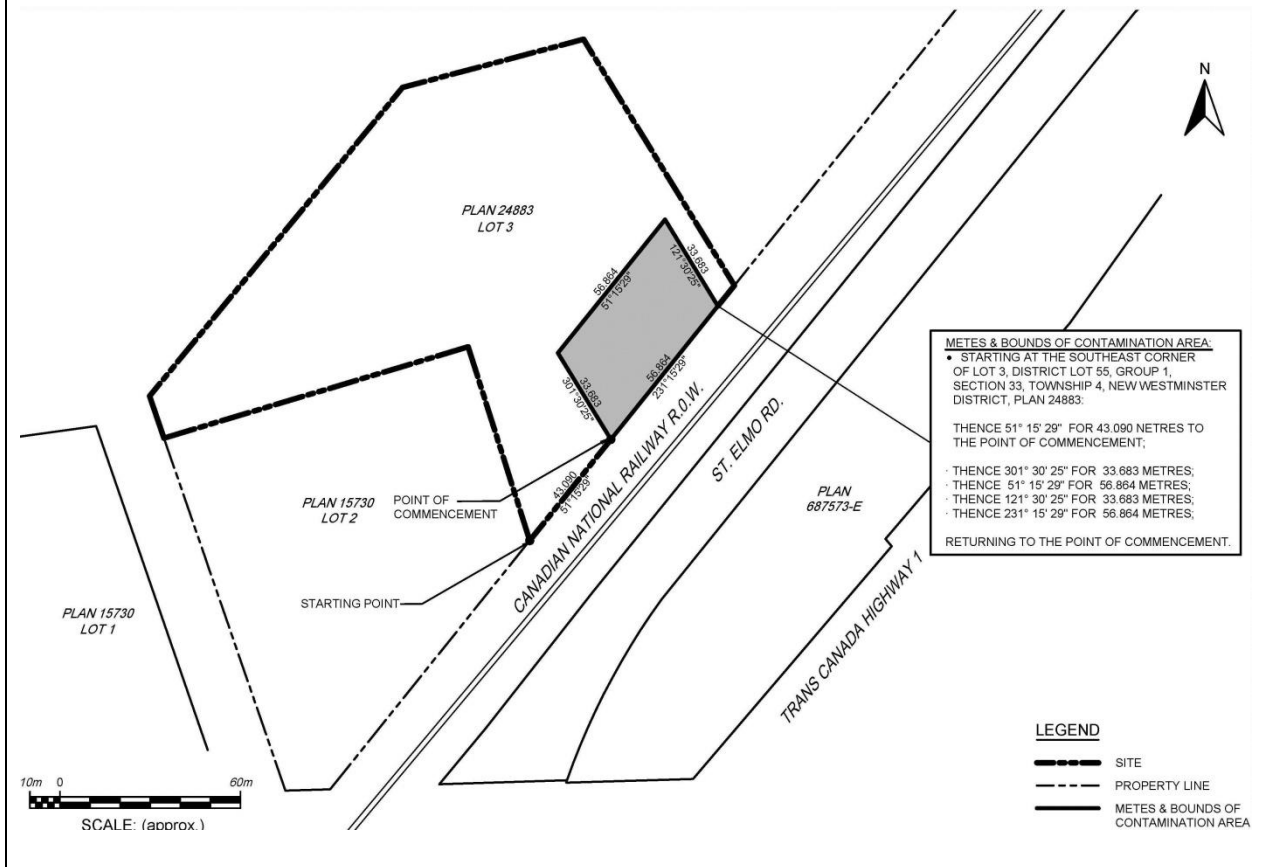 N
PLAN 24883
LOT 3
56.864
51°15'29"
33.683
121°30'25"
33.683
301°30'25"
56.864
231°15'29"
43.090
51°15'29"
POINT OF
COMMENCEMENT
PLAN 15730
LOT 2
STARTING POINT
PLAN 15730
LOT 1
CANADIAN NATIONAL RAILWAY R.O.W.
ST. ELMO RD.
PLAN
687573-E
TRANS CANADA HIGHWAY 1
METES & BOUNDS OF CONTAMINATION AREA:
• STARTING AT THE SOUTHEAST CORNER
OF LOT 3, DISTRICT LOT 55, GROUP 1,
SECTION 33, TOWNSHIP 4, NEW WESTMINSTER
DISTRICT, PLAN 24883:
THENCE 51° 15' 29" FOR 43.090 NETRES TO
THE POINT OF COMMENCEMENT;
· THENCE 301° 30' 25" FOR 33.683 METRES;
· THENCE 51° 15' 29" FOR 56.864 METRES;
· THENCE 121° 30' 25" FOR 33.683 METRES;
· THENCE 231° 15' 29" FOR 56.864 METRES;
RETURNING TO THE POINT OF COMMENCEMENT.
LEGEND
SITE
PROPERTY LINE
METES & BOUNDS OF
CONTAMINATION AREA
10m 0 60m
SCALE: (approx.)